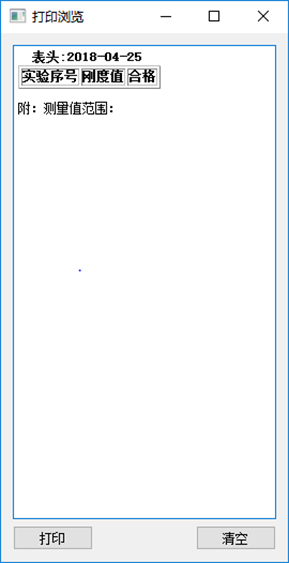 打印浏览
表头:2018-04-25
实验序号 刚度值 合格
附：测量值范围：
打印 清空